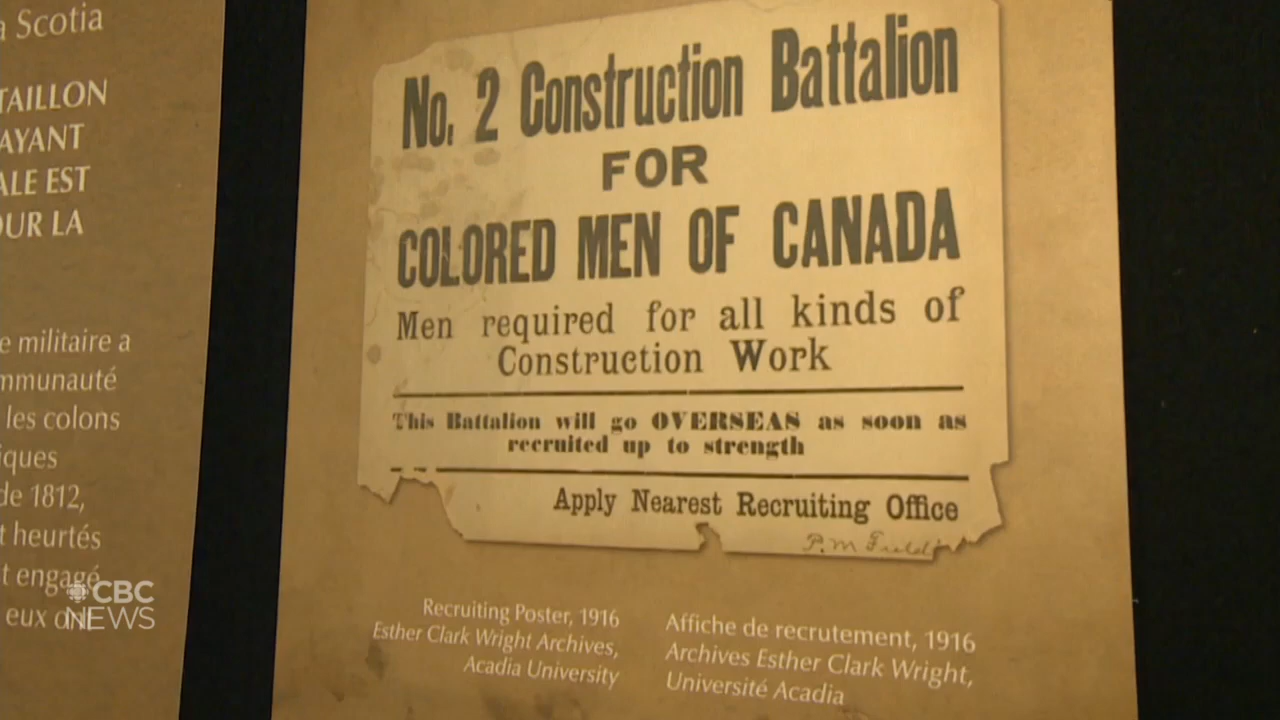 a Scotia
TAILLON
AYANT
ALE EST
OUR LA
e militaire a
mmunauté
les colons
iques
de 1812,
t heurtés
t engagé
eux ont
CBC
NEWS
No. 2 Construction Battalion
FOR
COLORED MEN OF CANADA
Men required for all kinds of
Construction Work
This Battalion will go OVERSEAS as soon as
recruited up to strength
Apply Nearest Recruiting Office
P. M. Fieldi
Recruiting Poster, 1916
Esther Clark Wright Archives,
Acadia University
Affiche de recrutement, 1916
Archives Esther Clark Wright,
Université Acadia